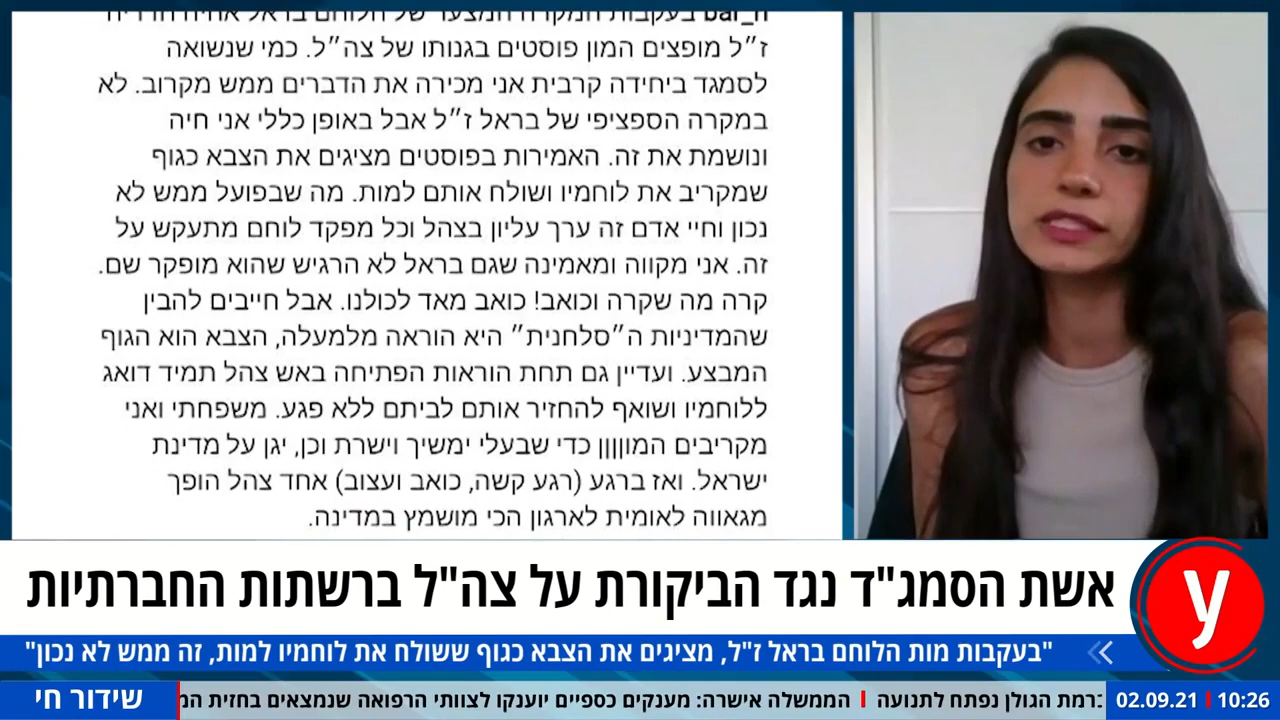 bar_h בעקבות המקרה המצער של הלוחם בראל
ז״ל מופצים המון פוסטים בגנותו של צה״ל. כמי שנשואה
לסמגד ביחידה קרבית אני מכירה את הדברים ממש מקרוב. לא
במקרה הספציפי של בראל ז״ל אבל באופן כללי אני חיה
ונושמת את זה. האמירות בפוסטים מציגים את הצבא כגוף
שמקריב את לוחמיו ושולח אותם למות. מה שבפועל ממש לא
נכון וחיי אדם זה ערך עליון בצהל וכל מפקד לוחם מתעקש על
זה. אני מקווה ומאמינה שגם בראל לא הרגיש שהוא מופקר שם.
קרה מה שקרה וכואב! כואב מאד לכולנו. אבל חייבים להבין
שהמדיניות ה״סלחנית״ היא הוראה מלמעלה, הצבא הוא הגוף
המבצע. ועדיין גם תחת הוראות הפתיחה באש צהל תמיד דואג
ללוחמיו ושואף להחזיר אותם לביתם ללא פגע. משפחתי ואני
מקריבים המוןןןן כדי שבעלי ימשיך וישרת וכן, יגן על מדינת
ישראל. ואז ברגע (רגע קשה, כואב ועצוב) אחד צהל הופך
מגאווה לאומית לארגון הכי מושמץ במדינה.
אשת הסמג"ד נגד הביקורת על צה"ל ברשתות החברתיות
y
"בעקבות מות הלוחם בראל ז"ל, מציגים את הצבא כגוף ששולח את לוחמיו למות, זה ממש לא נכון"
10:26 02.09.21 ברמת הגולן נפתח לתנועה | הממשלה אישרה: מענקים כספיים יוענקו לצוותי הרפואה שנמצאים בחזית שידור חי